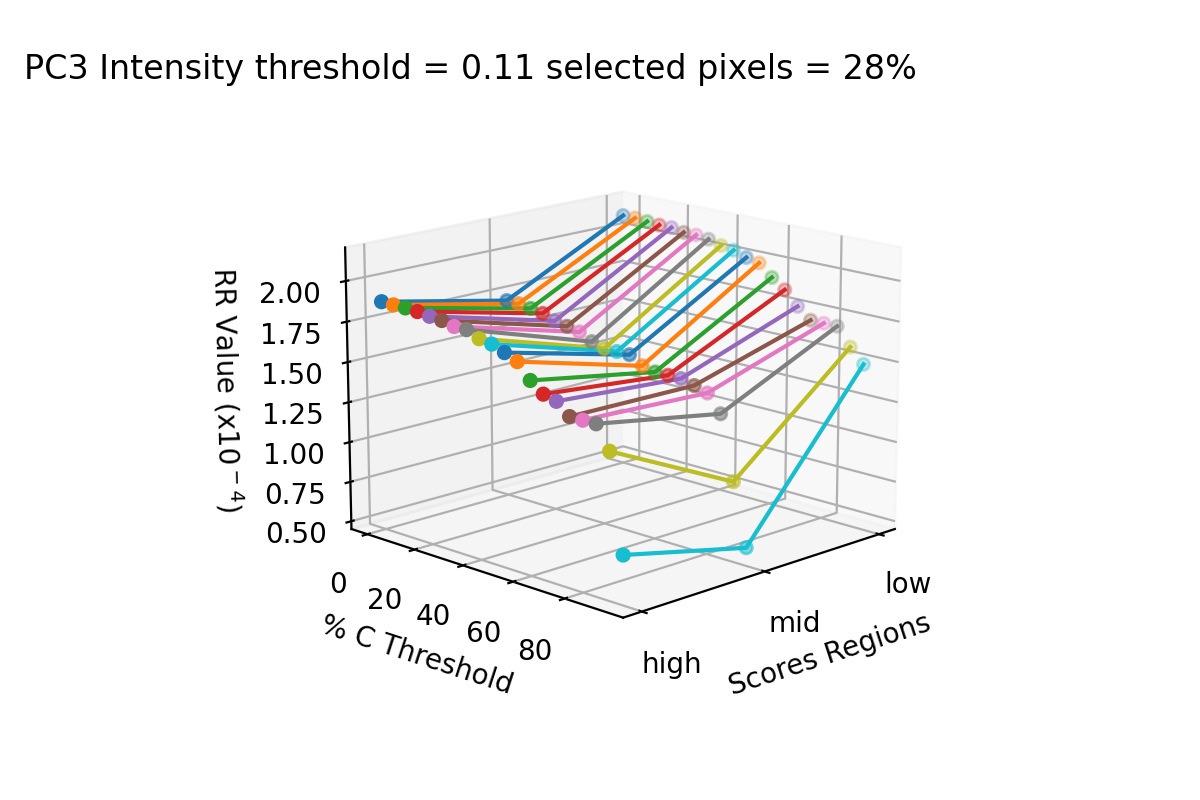 PC3 Intensity threshold = 0.11 selected pixels = 28%
RR Value (x10⁻⁴)
2.00
1.75
1.50
1.25
1.00
0.75
0.50
0
20
40
60
80
% C Threshold
high
mid
low
Scores Regions